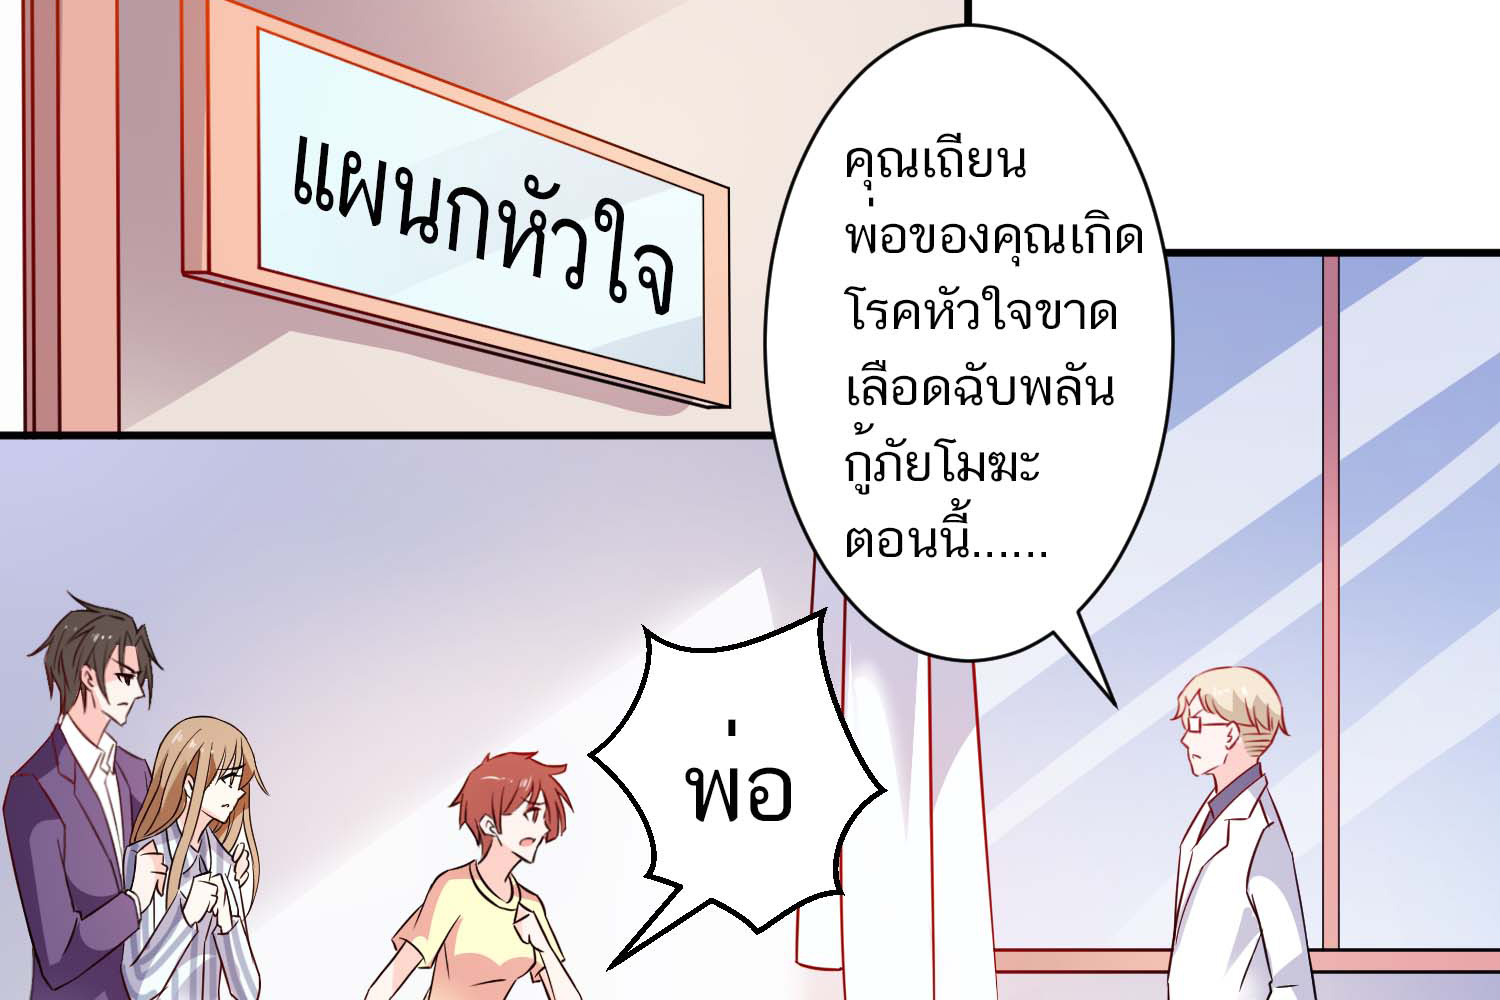 แผนกหัวใจ
คุณเถียน
พ่อของคุณเกิด
โรคหัวใจขาด
เลือดฉับพลัน
กู้ภัยโมฆะ
ตอนนี้......
พ่อ